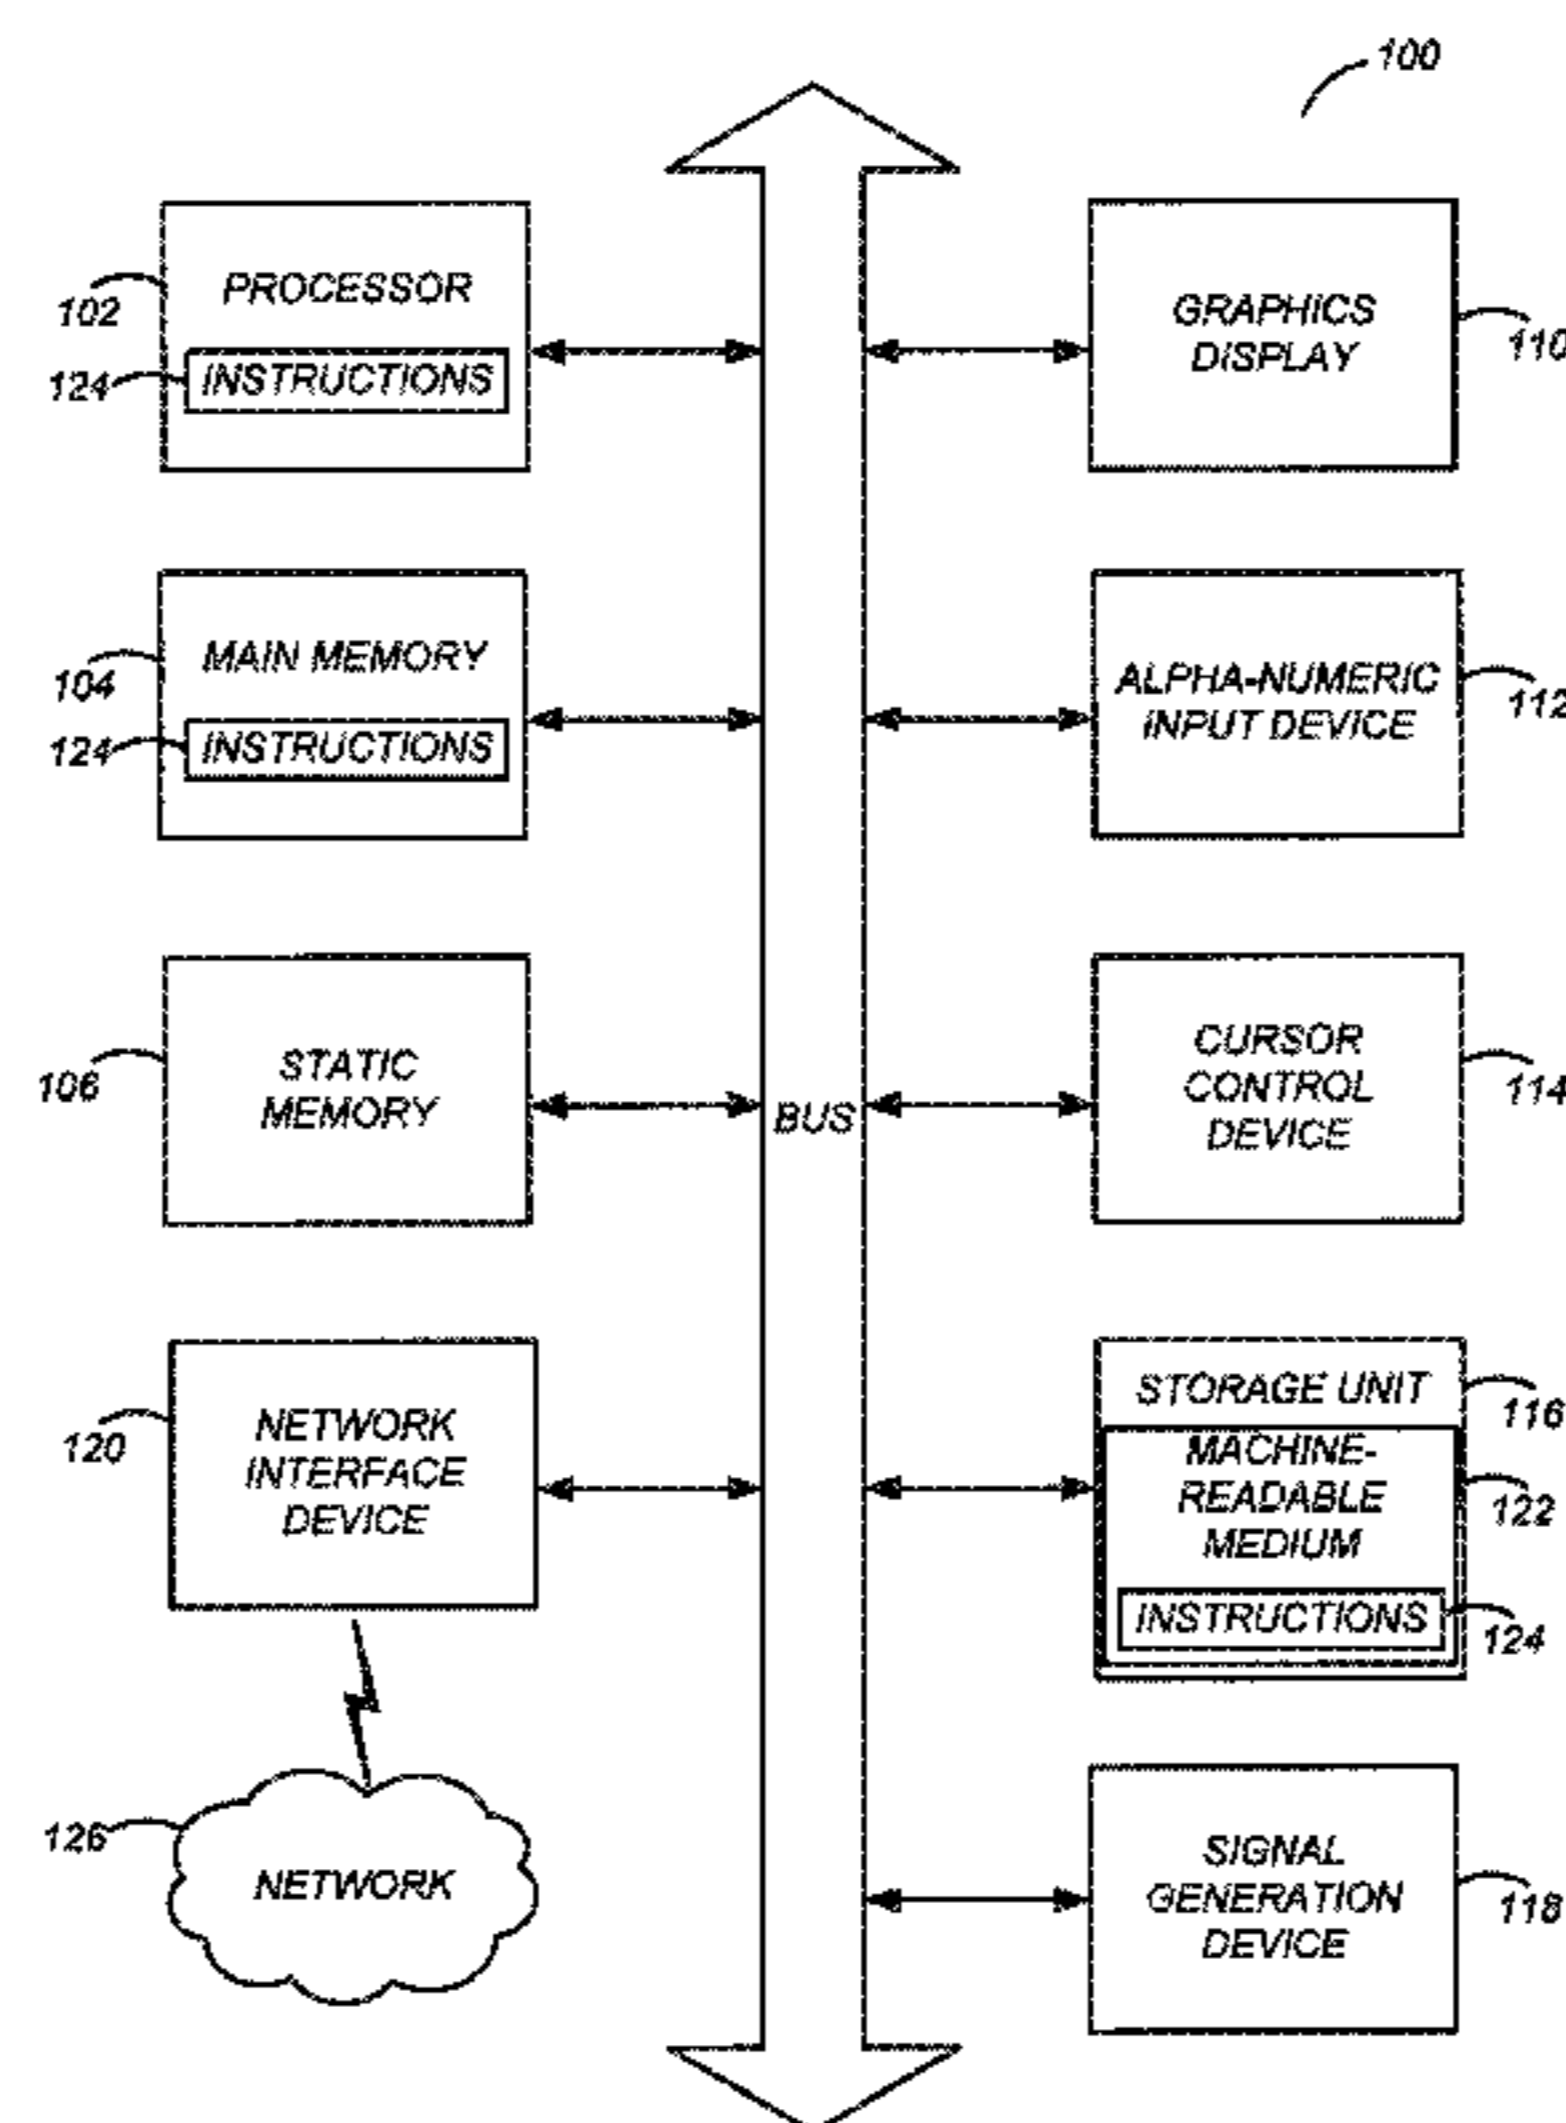 100
PROCESSOR
102
124
INSTRUCTIONS
GRAPHICS
DISPLAY
110
MAIN MEMORY
104
124
INSTRUCTIONS
ALPHA-NUMERIC
INPUT DEVICE
112
STATIC
MEMORY
106
BUS
CURSOR
CONTROL
DEVICE
114
NETWORK
INTERFACE
DEVICE
120
STORAGE UNIT
116
MACHINE-
READABLE
MEDIUM
122
INSTRUCTIONS
124
126
NETWORK
SIGNAL
GENERATION
DEVICE
118